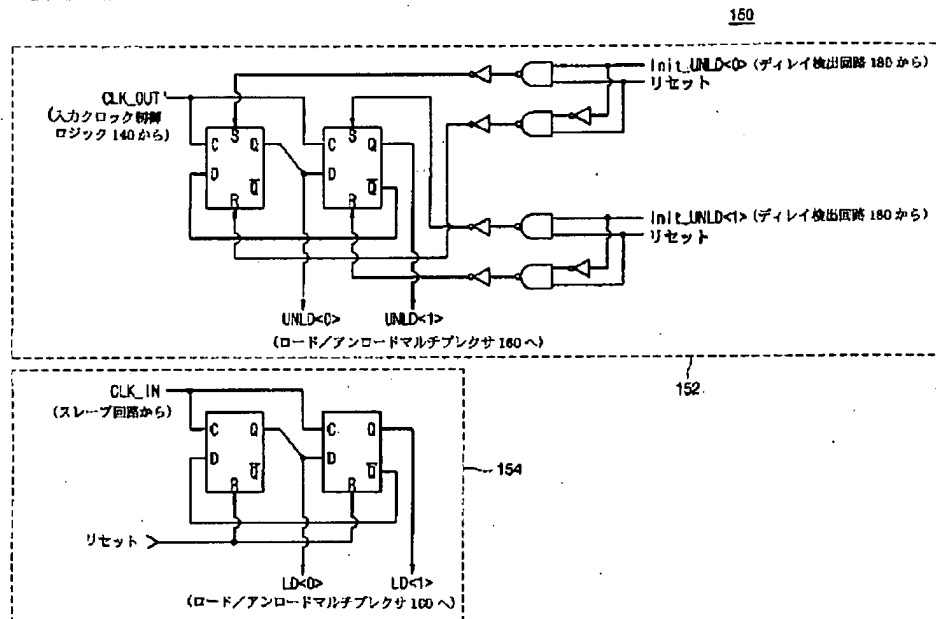 150
Init_UNLD<0> (ディレイ検出回路 180 から)
リセット
CLK_OUT
(入力クロック制御
ロジック 140 から)
S
C Q
D
Q
R
S
C Q
D
Q
R
Init_UNLD<1> (ディレイ検出回路 180 から)
リセット
UNLD<0> UNLD<1>
(ロード/アンロードマルチプレクサ 160 へ)
152
CLK_IN
(スレーブ回路から)
C Q
D
Q
R
C Q
D
Q
R
154
リセット
LD<0> LD<1>
(ロード/アンロードマルチプレクサ 160 へ)